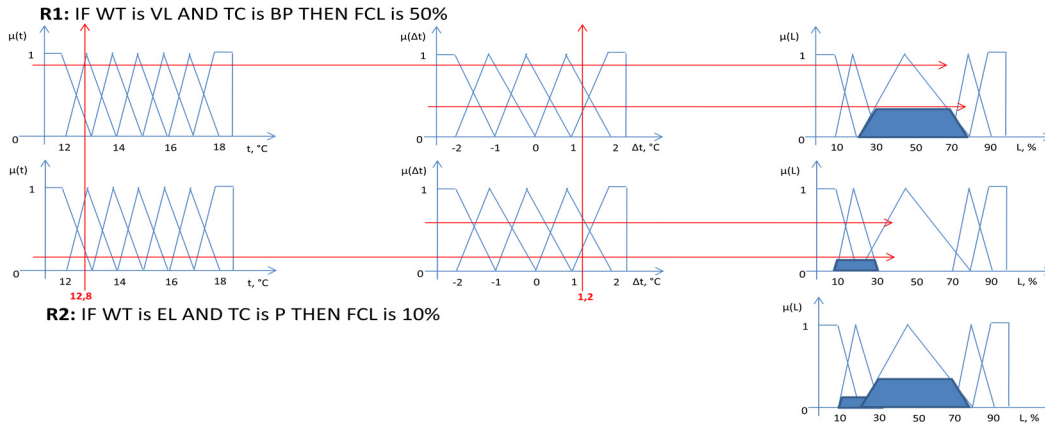 R1: IF WT is VL AND TC is BP THEN FCL is 50%
μ(t) μ(Δt) μ(L)
1 1 1
0 0 0
12 14 16 18 t, °C -2 -1 0 1 2 Δt, °C 10 30 50 70 90 L, %
μ(t) μ(Δt) μ(L)
1 1 1
0 0 0
12 14 16 18 t, °C -2 -1 0 1 2 Δt, °C 10 30 50 70 90 L, %
12,8 1,2
R2: IF WT is EL AND TC is P THEN FCL is 10%
μ(L)
1
0
10 30 50 70 90 L, %